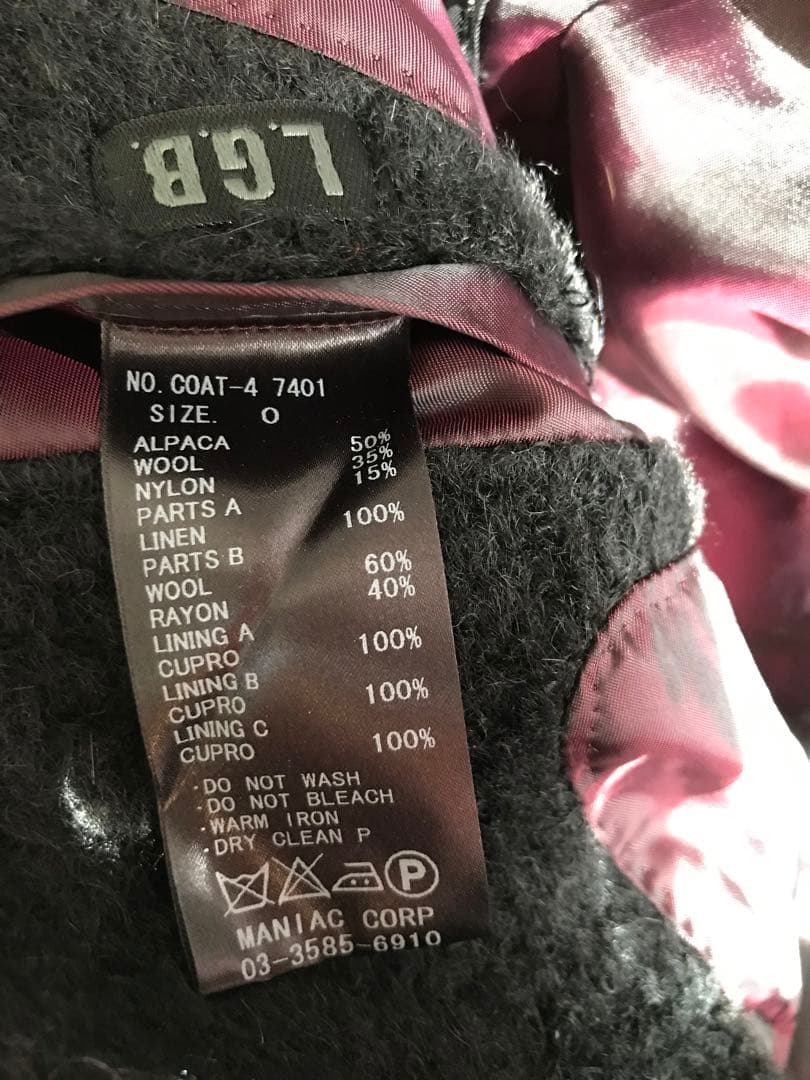 L.G.B.
NO. COAT-4 7401
SIZE. O
ALPACA 50%
WOOL 35%
NYLON 15%
PARTS A
LINEN 100%
PARTS B
WOOL 60%
RAYON 40%
LINING A
CUPRO 100%
LINING B
CUPRO 100%
LINING C
CUPRO 100%
·DO NOT WASH
·DO NOT BLEACH
·WARM IRON
·DRY CLEAN P
P
MANIAC CORP
03-3585-6910